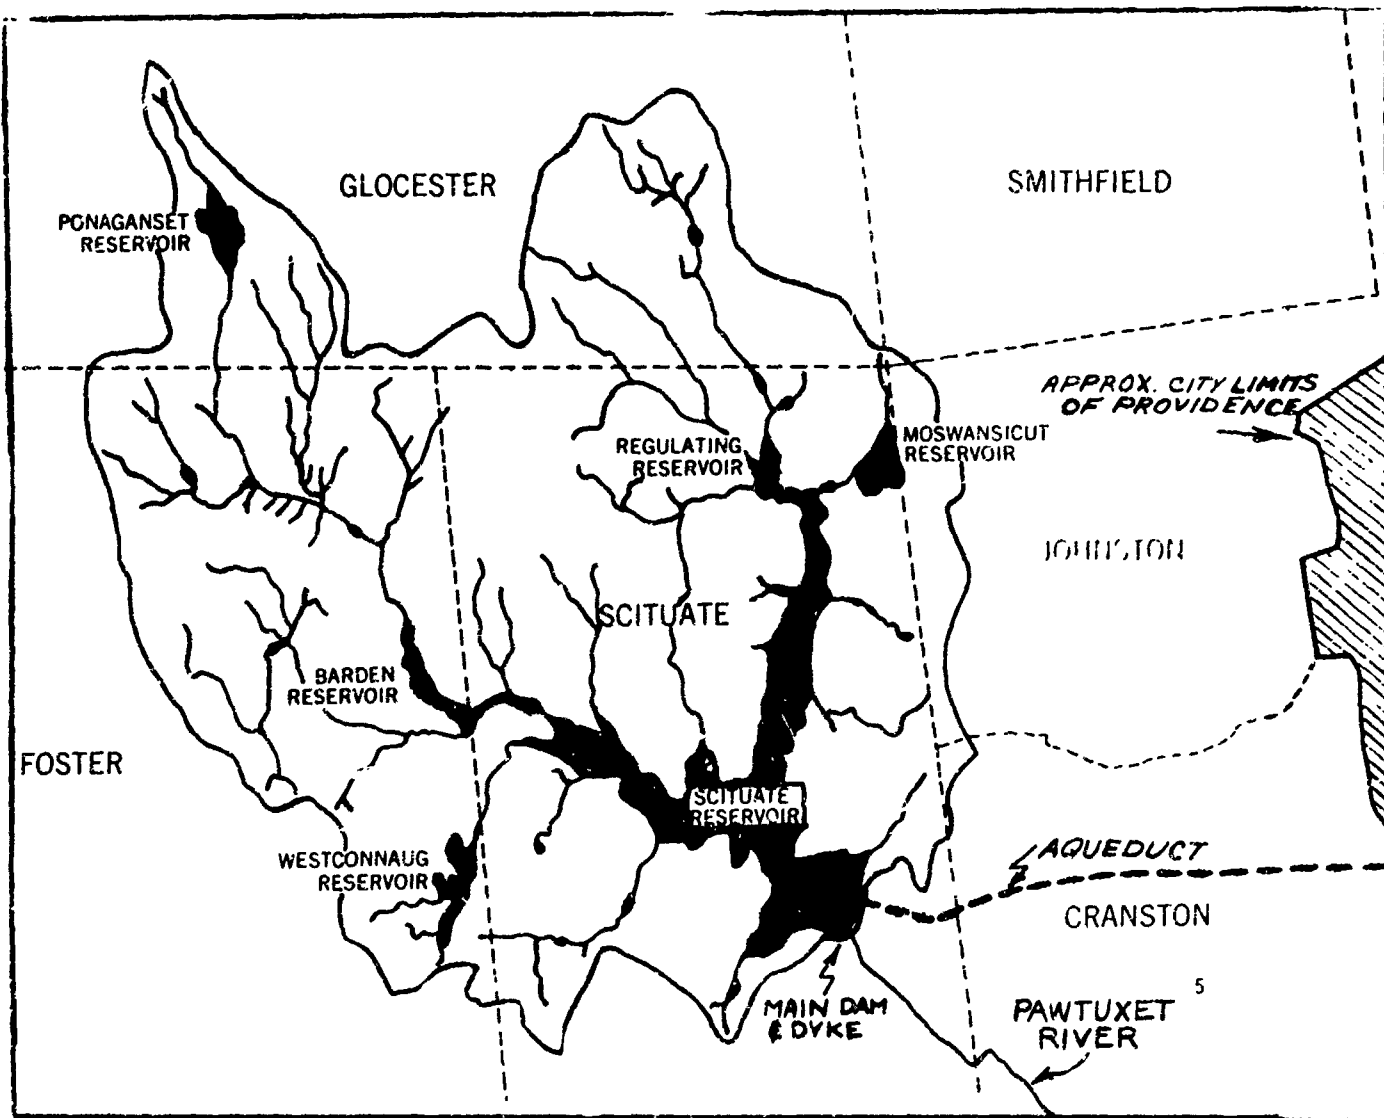 GLOCESTER
SMITHFIELD
PONAGANSET
RESERVOIR
APPROX. CITY LIMITS
OF PROVIDENCE
REGULATING
RESERVOIR
MOSWANSICUT
RESERVOIR
JOHNSTON
SCITUATE
BARDEN
RESERVOIR
FOSTER
SCITUATE
RESERVOIR
WESTCONNAUG
RESERVOIR
AQUEDUCT
CRANSTON
5
MAIN DAM
& DYKE
PAWTUXET
RIVER